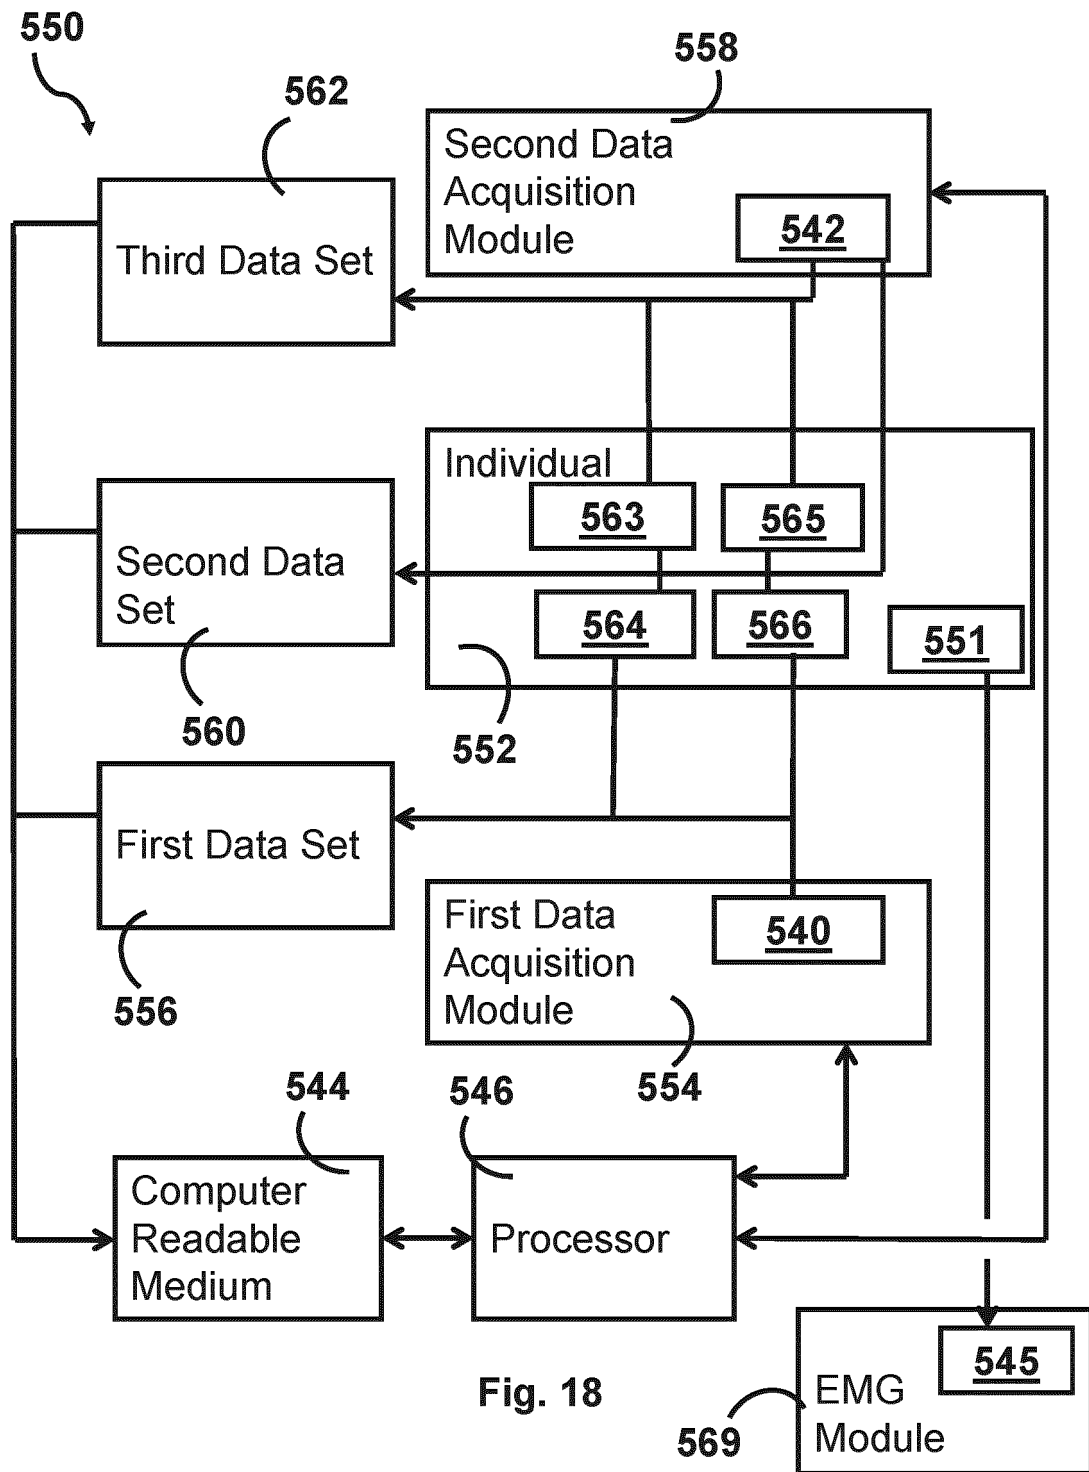 550
558
562
Second Data
Acquisition
Module
542
Third Data Set
Individual
563
565
Second Data
Set
564
566
551
560
552
First Data Set
First Data
Acquisition
Module
540
556
554
544
546
Computer
Readable
Medium
Processor
545
EMG
Module
569
Fig. 18